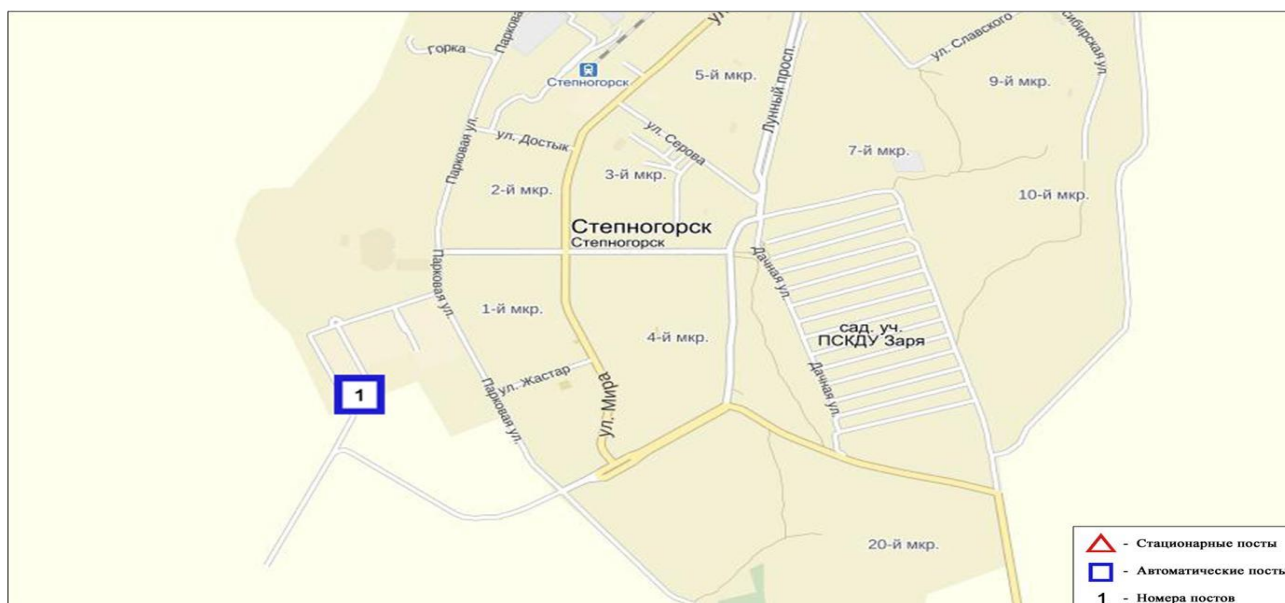 Парковая
ул.
Горка
Степногорск
5-й мкр.
Лунный просп.
ул. Славского
сибирская ул.
9-й мкр.
ул. Достык
ул. Серова
Парковая ул.
7-й мкр.
3-й мкр.
2-й мкр.
10-й мкр.
Степногорск
Степногорск
Парковая ул.
Дачная ул.
1-й мкр.
4-й мкр.
сад. уч.
ПСКДУ Заря
ул. Жастар
ул. Мира
Парковая ул.
Дачная ул.
1
20-й мкр.
- Стационарные посты
- Автоматические посты
1 - Номера постов